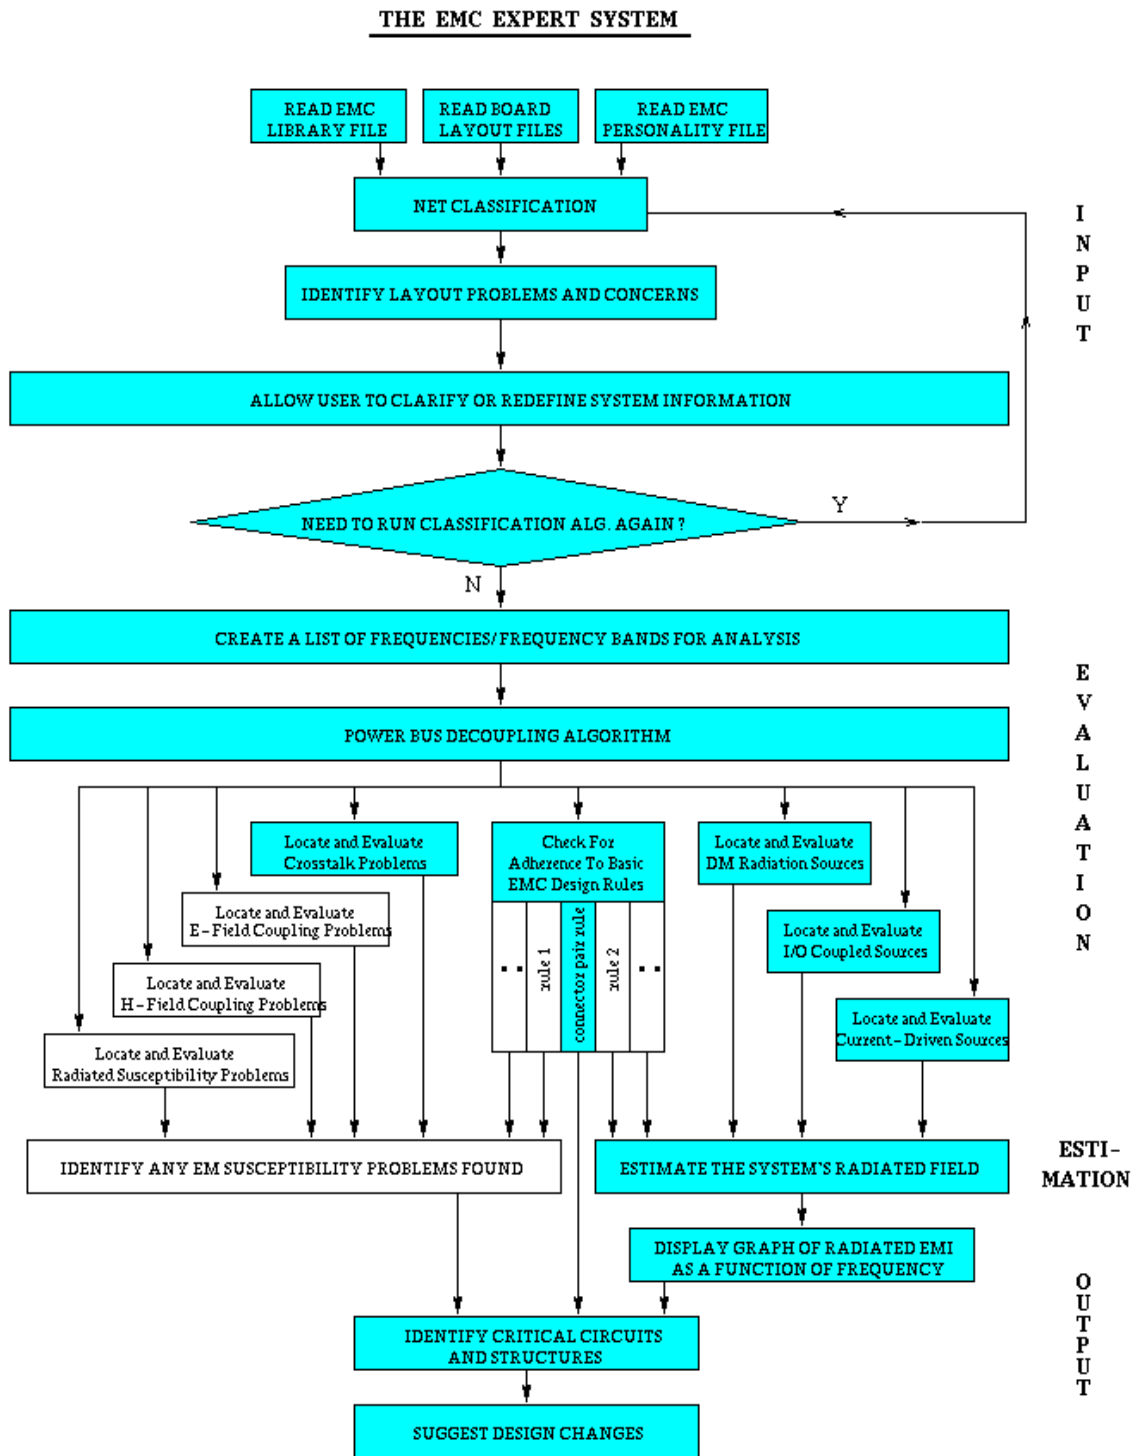 THE EMC EXPERT SYSTEM
READ EMC
LIBRARY FILE
READ BOARD
LAYOUT FILES
READ EMC
PERSONALITY FILE
NET CLASSIFICATION
IDENTIFY LAYOUT PROBLEMS AND CONCERNS
ALLOW USER TO CLARIFY OR REDEFINE SYSTEM INFORMATION
NEED TO RUN CLASSIFICATION ALG. AGAIN ?
Y
N
INPUT
CREATE A LIST OF FREQUENCIES/ FREQUENCY BANDS FOR ANALYSIS
POWER BUS DECOUPLING ALGORITHM
Locate and Evaluate
Crosstalk Problems
Check For
Adherence To Basic
EMC Design Rules
Locate and Evaluate
DM Radiation Sources
Locate and Evaluate
E-Field Coupling Problems
. .
rule 1
connector pair rule
rule 2
. .
Locate and Evaluate
I/O Coupled Sources
Locate and Evaluate
H-Field Coupling Problems
Locate and Evaluate
Current-Driven Sources
Locate and Evaluate
Radiated Susceptibility Problems
EVALUATION
IDENTIFY ANY EM SUSCEPTIBILITY PROBLEMS FOUND
ESTIMATE THE SYSTEM'S RADIATED FIELD
ESTI-
MATION
DISPLAY GRAPH OF RADIATED EMI
AS A FUNCTION OF FREQUENCY
IDENTIFY CRITICAL CIRCUITS
AND STRUCTURES
SUGGEST DESIGN CHANGES
OUTPUT